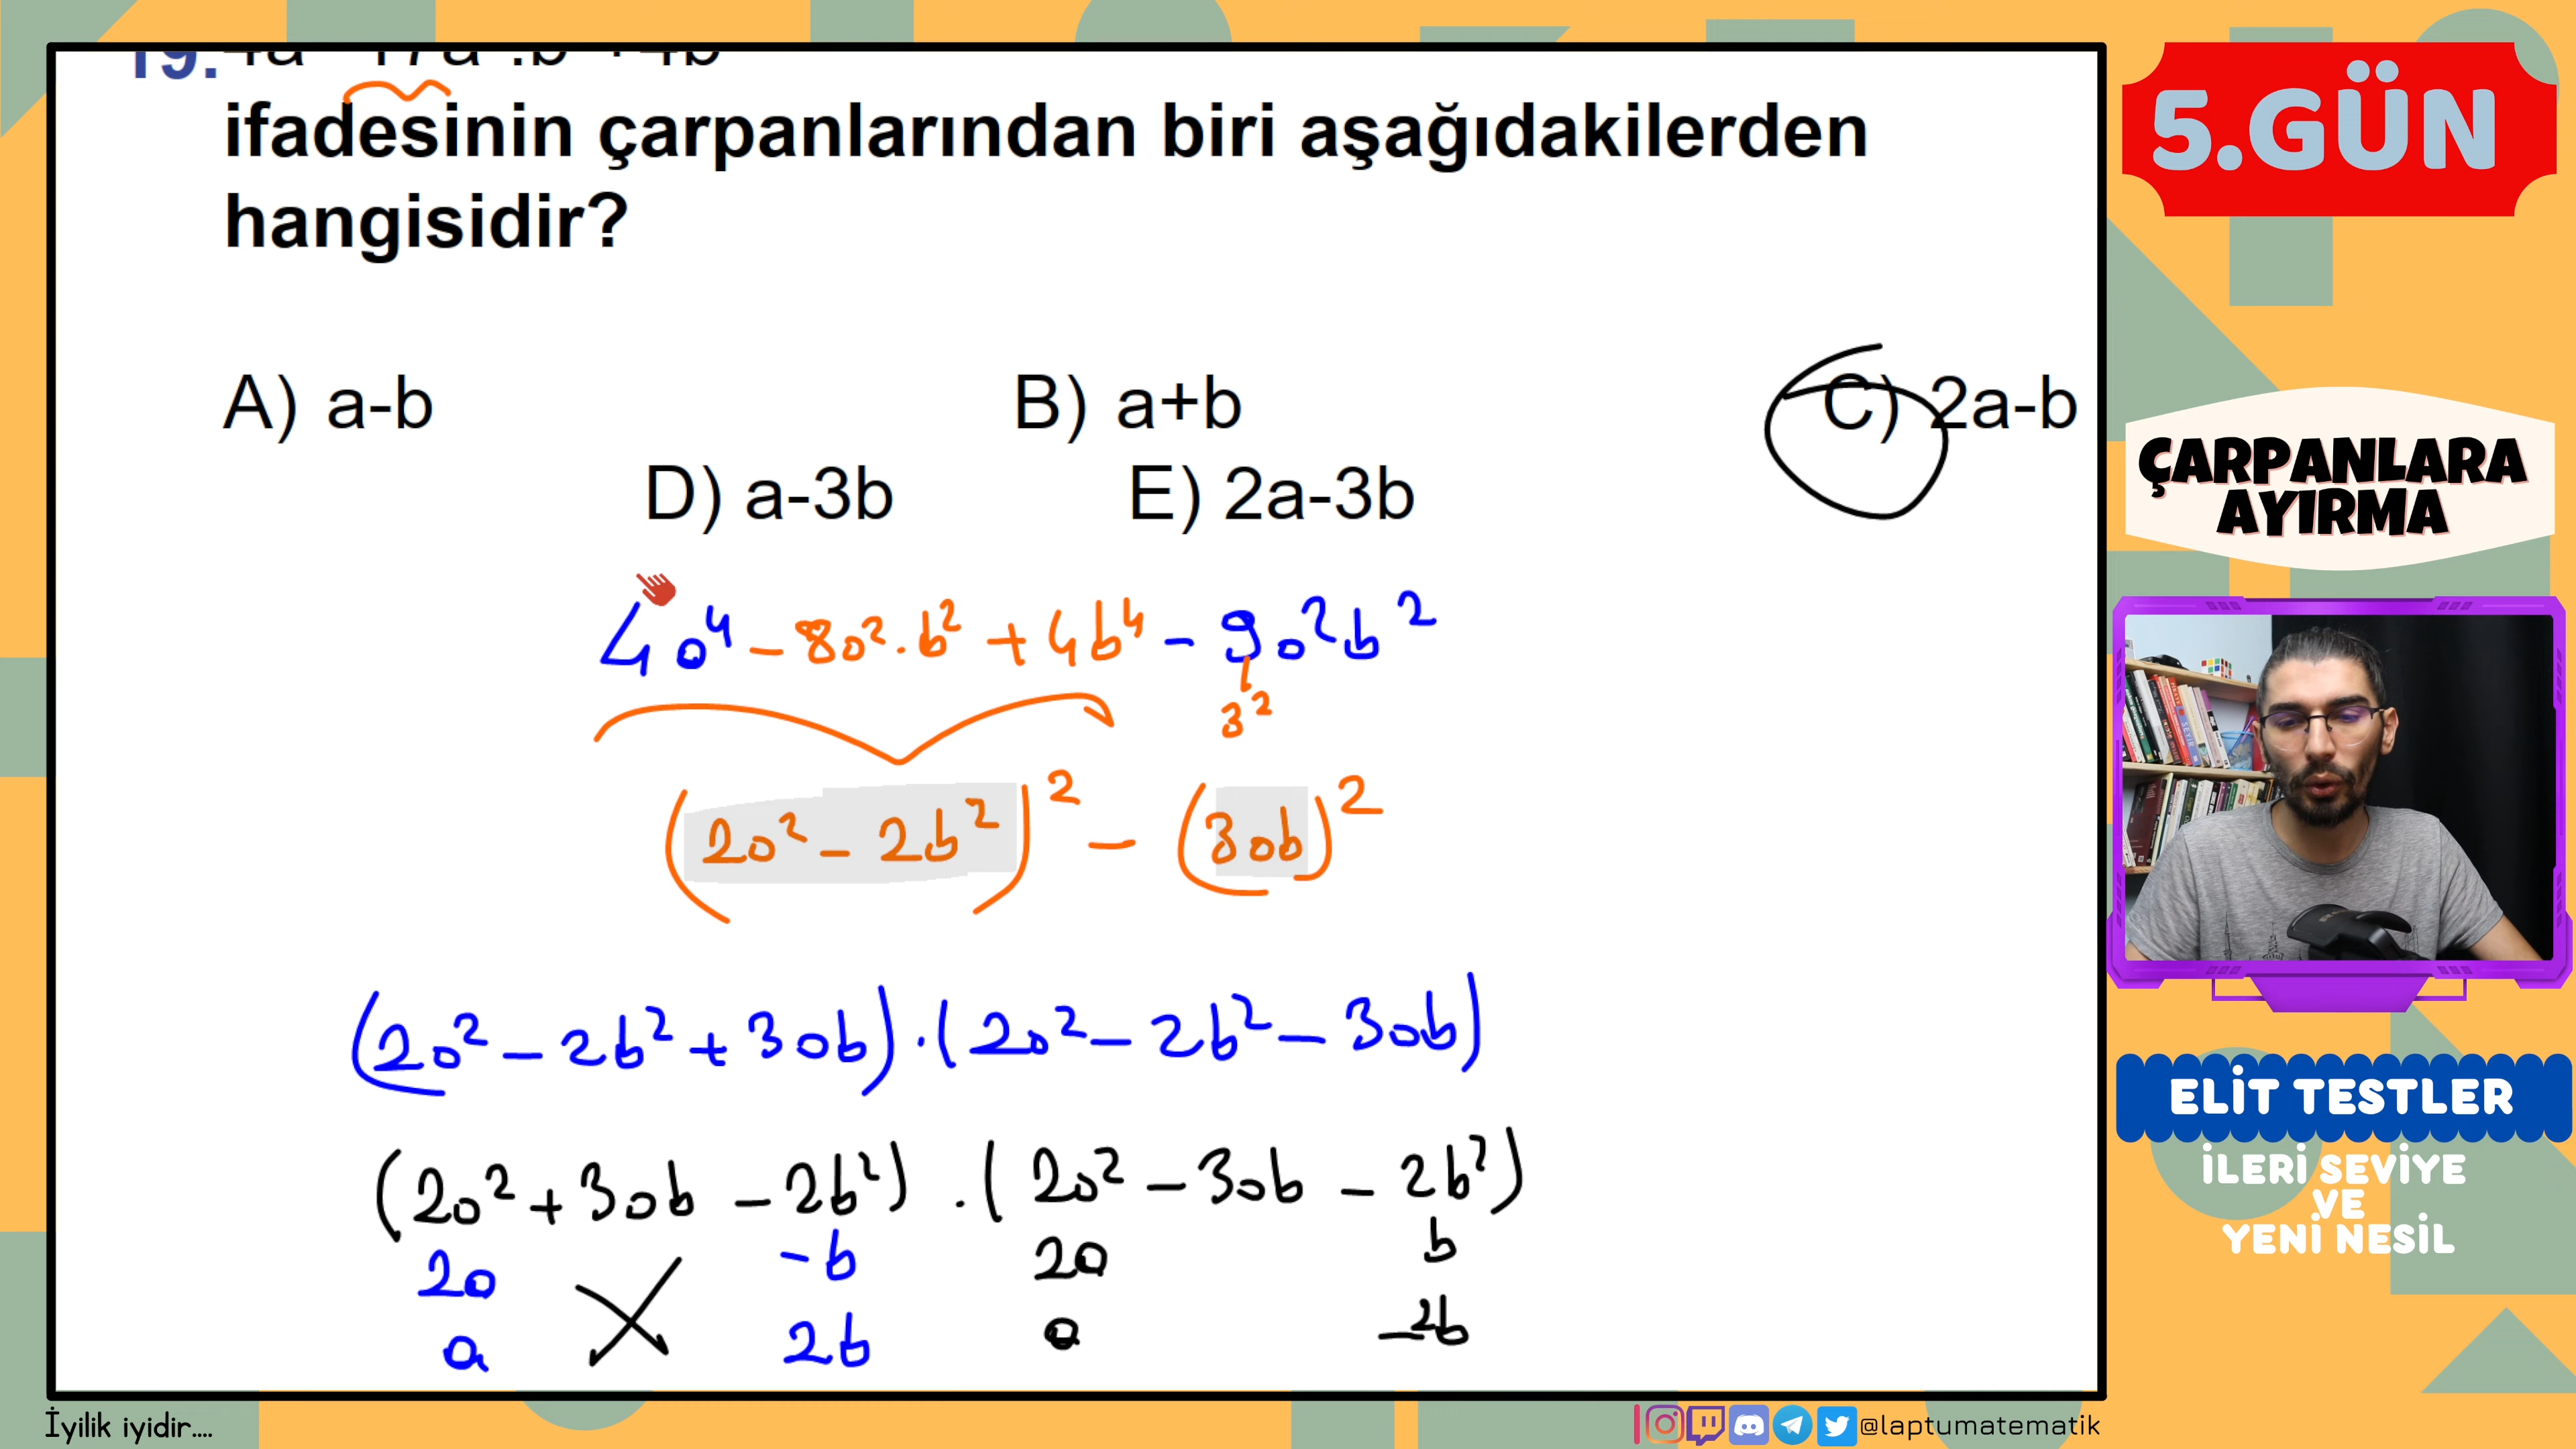 19.
ifadesinin çarpanlarından biri aşağıdakilerden
hangisidir?
A) a-b
B) a+b
C) 2a-b
D) a-3b
E) 2a-3b
4a⁴ - 8a².b² + 4b⁴ - 9a²b²
3²
(2a² - 2b²)² - (3ab)²
(2a² - 2b² + 3ab).(2a² - 2b² - 3ab)
(2a² + 3ab - 2b²) . (2a² - 3ab - 2b²)
2a -b 2a b
a 2b a -2b
5.GÜN
ÇARPANLARA
AYIRMA
ELİT TESTLER
İLERİ SEVİYE
VE
YENİ NESİL
İyilik iyidir....
@laptumatematik